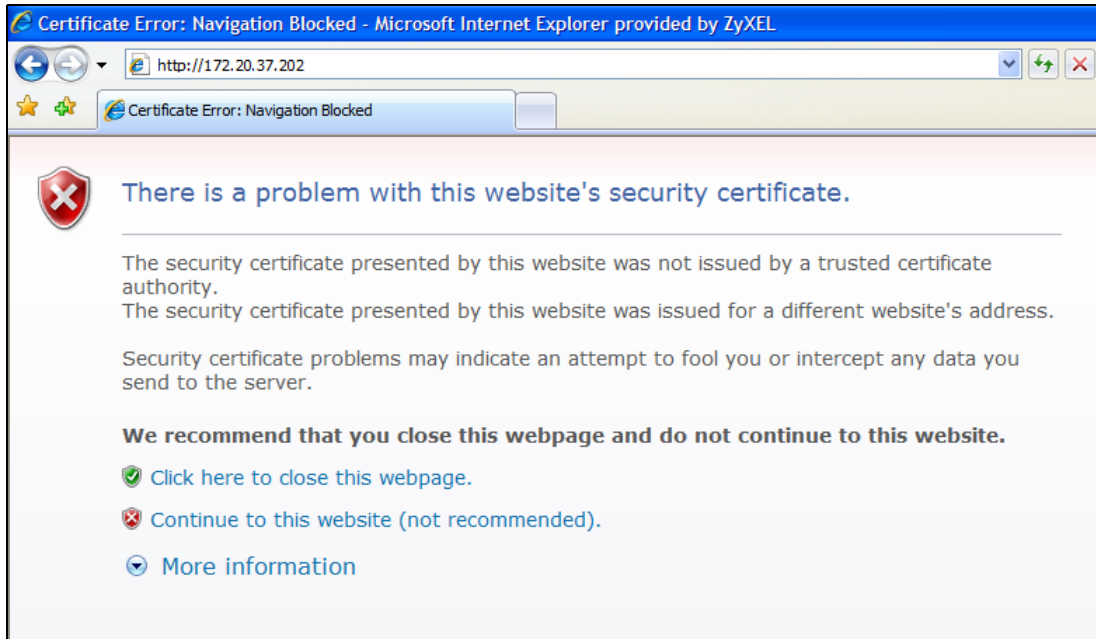 Certificate Error: Navigation Blocked - Microsoft Internet Explorer provided by ZyXEL
http://172.20.37.202
Certificate Error: Navigation Blocked
There is a problem with this website's security certificate.
The security certificate presented by this website was not issued by a trusted certificate
authority.
The security certificate presented by this website was issued for a different website's address.
Security certificate problems may indicate an attempt to fool you or intercept any data you
send to the server.
We recommend that you close this webpage and do not continue to this website.
Click here to close this webpage.
Continue to this website (not recommended).
More information